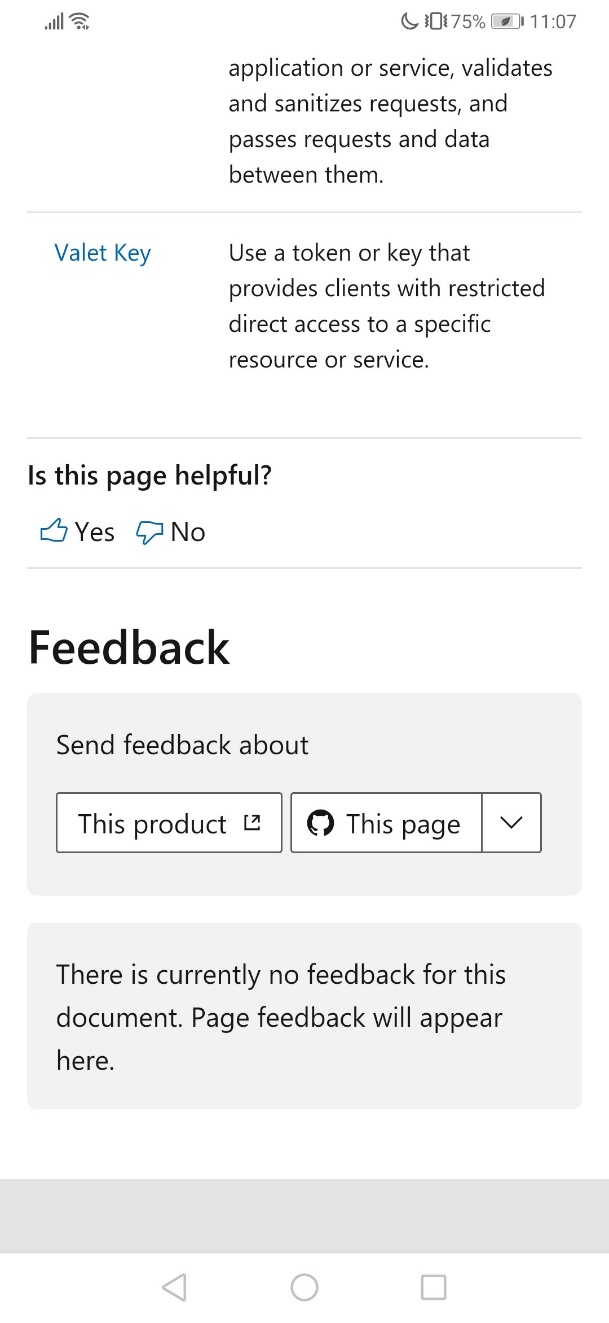 75% 11:07
application or service, validates
and sanitizes requests, and
passes requests and data
between them.
Valet Key
Use a token or key that
provides clients with restricted
direct access to a specific
resource or service.
Is this page helpful?
Yes No
Feedback
Send feedback about
This product This page
There is currently no feedback for this
document. Page feedback will appear
here.